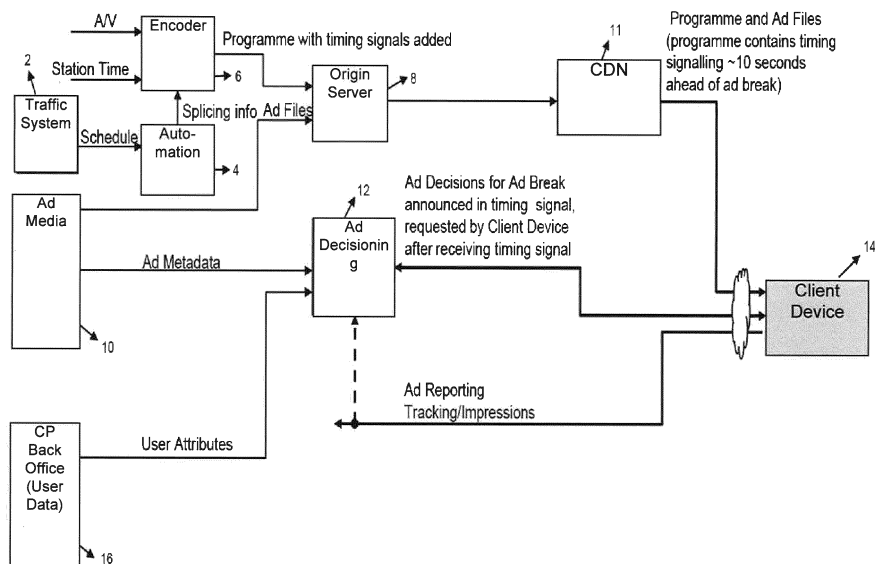 A/V
Encoder
Programme with timing signals added
Station Time
6
2
Traffic
System
Splicing info
Ad Files
Schedule
Auto-
mation
4
Origin
Server
8
11
CDN
Programme and Ad Files
(programme contains timing
signalling ~10 seconds
ahead of ad break)
Ad
Media
10
Ad Metadata
12
Ad
Decisionin
g
Ad Decisions for Ad Break
announced in timing signal,
requested by Client Device
after receiving timing signal
14
Client
Device
Ad Reporting
Tracking/Impressions
CP
Back
Office
(User
Data)
User Attributes
16